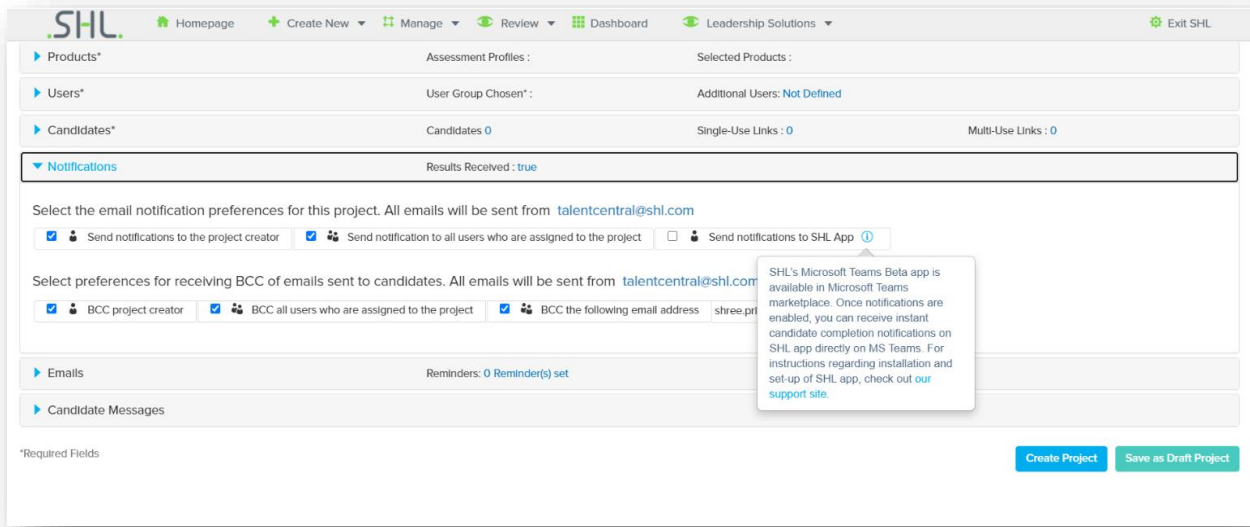 .SHL.
Homepage
Create New
Manage
Review
Dashboard
Leadership Solutions
Exit SHL
Products*
Assessment Profiles :
Selected Products :
Users*
User Group Chosen* :
Additional Users: Not Defined
Candidates*
Candidates 0
Single-Use Links : 0
Multi-Use Links : 0
Notifications
Results Received : true
Select the email notification preferences for this project. All emails will be sent from talentcentral@shl.com
Send notifications to the project creator
Send notification to all users who are assigned to the project
Send notifications to SHL App
Select preferences for receiving BCC of emails sent to candidates. All emails will be sent from talentcentral@shl.com
BCC project creator
BCC all users who are assigned to the project
BCC the following email address
SHL's Microsoft Teams Beta app is
available in Microsoft Teams
marketplace. Once notifications are
enabled, you can receive instant
candidate completion notifications on
SHL app directly on MS Teams. For
instructions regarding installation and
set-up of SHL app, check out our
support site.
Emails
Reminders: 0 Reminder(s) set
Candidate Messages
*Required Fields
Create Project
Save as Draft Project